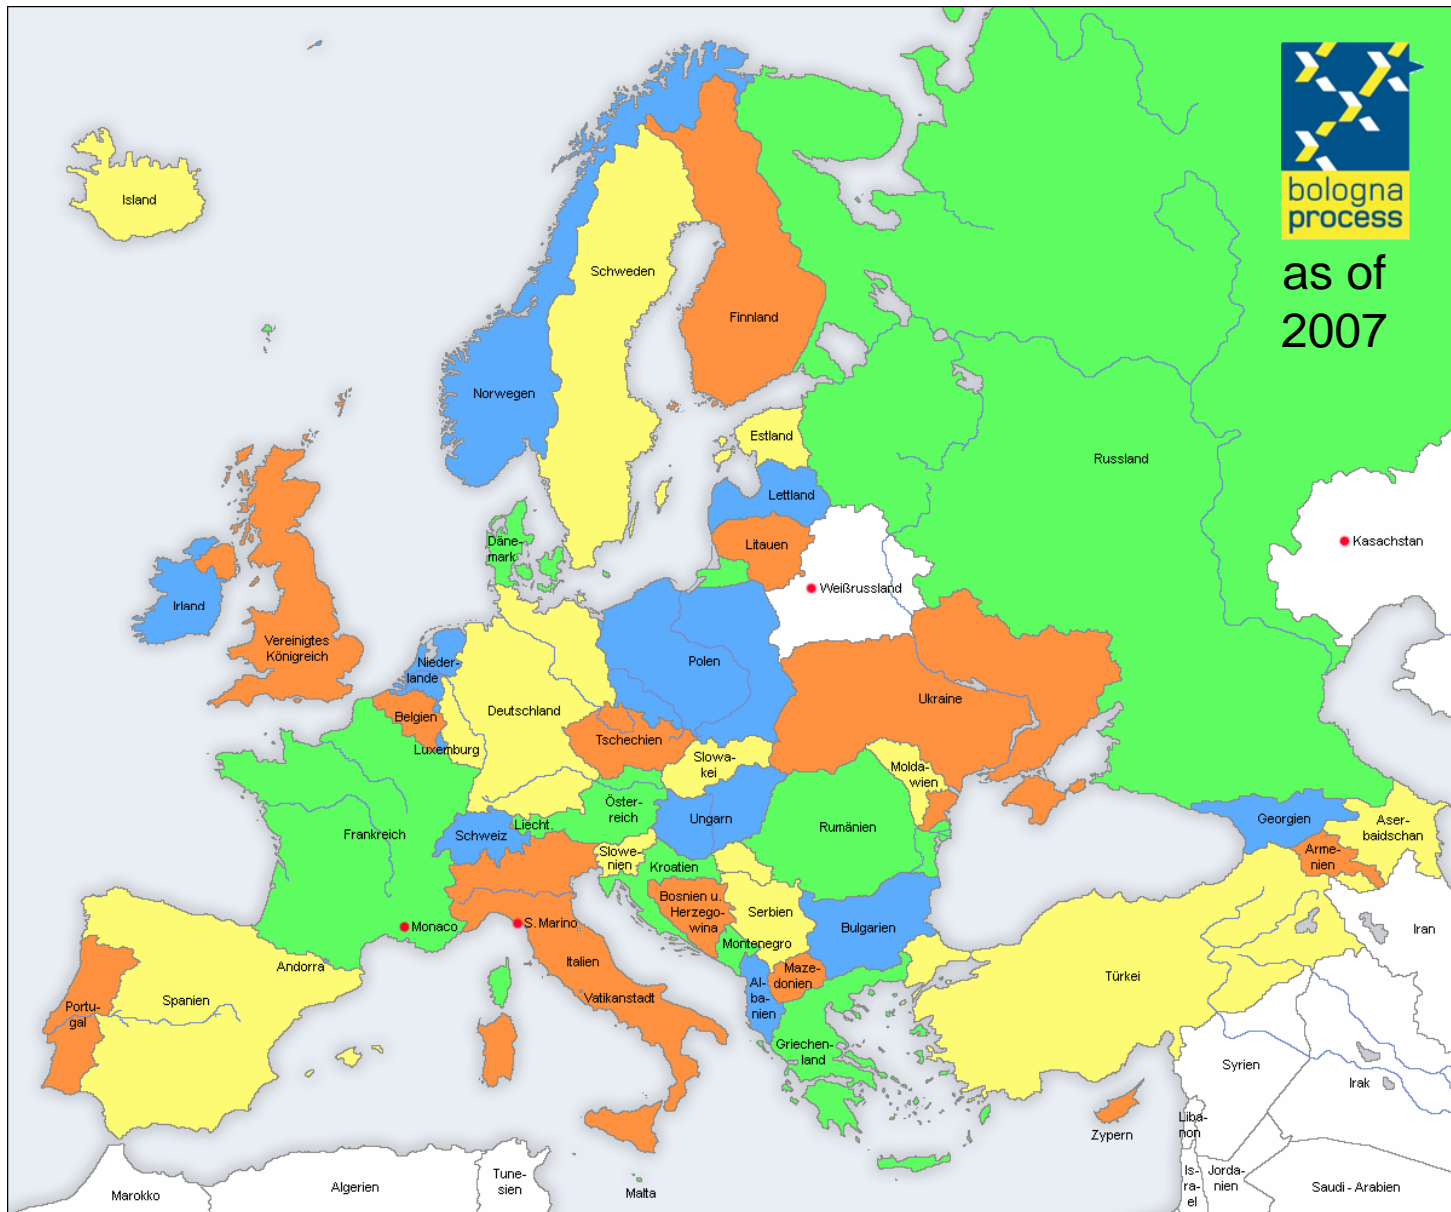 bologna
process
as of
2007
Island
Schweden
Finnland
Norwegen
Estland
Russland
Lettland
Däne-
mark
Litauen
Kasachstan
Weißrussland
Irland
Vereinigtes
Königreich
Nieder-
lande
Polen
Ukraine
Deutschland
Belgien
Luxemburg
Tschechien
Slowa-
kei
Molda-
wien
Öster-
reich
Liecht.
Frankreich
Schweiz
Ungarn
Rumänien
Georgien
Aser-
baidschan
Arme-
nien
Slowe-
nien
Kroatien
Bosnien u.
Herzego-
wina
Serbien
Monaco
S. Marino
Montenegro
Bulgarien
Iran
Andorra
Italien
Maze-
donien
Türkei
Spanien
Vatikanstadt
Al-
ba-
nien
Portu-
gal
Griechen-
land
Syrien
Irak
Zypern
Liba-
non
Is-
ra-
el
Jorda-
nien
Saudi - Arabien
Marokko
Algerien
Tune-
sien
Malta